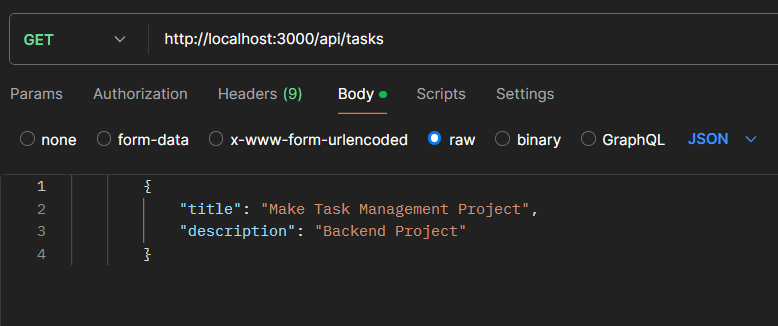 GET http://localhost:3000/api/tasks
Params Authorization Headers (9) Body Scripts Settings
none form-data x-www-form-urlencoded raw binary GraphQL JSON
1 {
2 "title": "Make Task Management Project",
3 "description": "Backend Project"
4 }